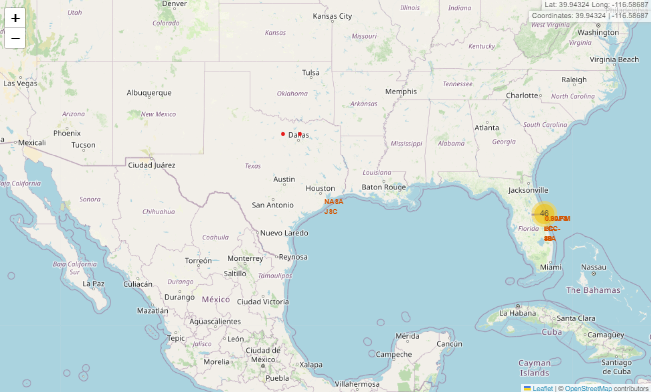 +
−
Lat: 39.94324 Long: -116.58687
Coordinates: 39.94324 | -116.58687
Denver
Utah
Colorado
Kansas City
Illinois
Indiana
West Virginia
Washington
Kansas
Missouri
Kentucky
Virginia
Virginia Beach
Las Vegas
Tulsa
Raleigh
Albuquerque
Oklahoma
Memphis
Tennessee
Charlotte
Arizona
New Mexico
Arkansas
South Carolina
Phoenix
Dallas
Atlanta
Mexicali
Tucson
Mississippi
Alabama
Georgia
Ciudad Juárez
Texas
Louisiana
Austin
Houston
Baton Rouge
Jacksonville
Sonora
San Antonio
NASA
JSC
Chihuahua
46
Florida
Nuevo Laredo
Coahuila
Baja California Sur
Torreón
Monterrey
Reynosa
Miami
Nassau
La Paz
Culiacán
Saltillo
Tamaulipas
The Bahamas
Durango
México
Ciudad Victoria
Mazatlán
La Habana
Santa Clara
Aguascalientes
Cuba
Camagüey
Tepic
León
Mérida
Cancún
Ciudad de México
Campeche
Cayman Islands
Santiago de Cuba
Morelia
Xalapa
Puebla
Villahermosa
Leaflet | © OpenStreetMap contributors